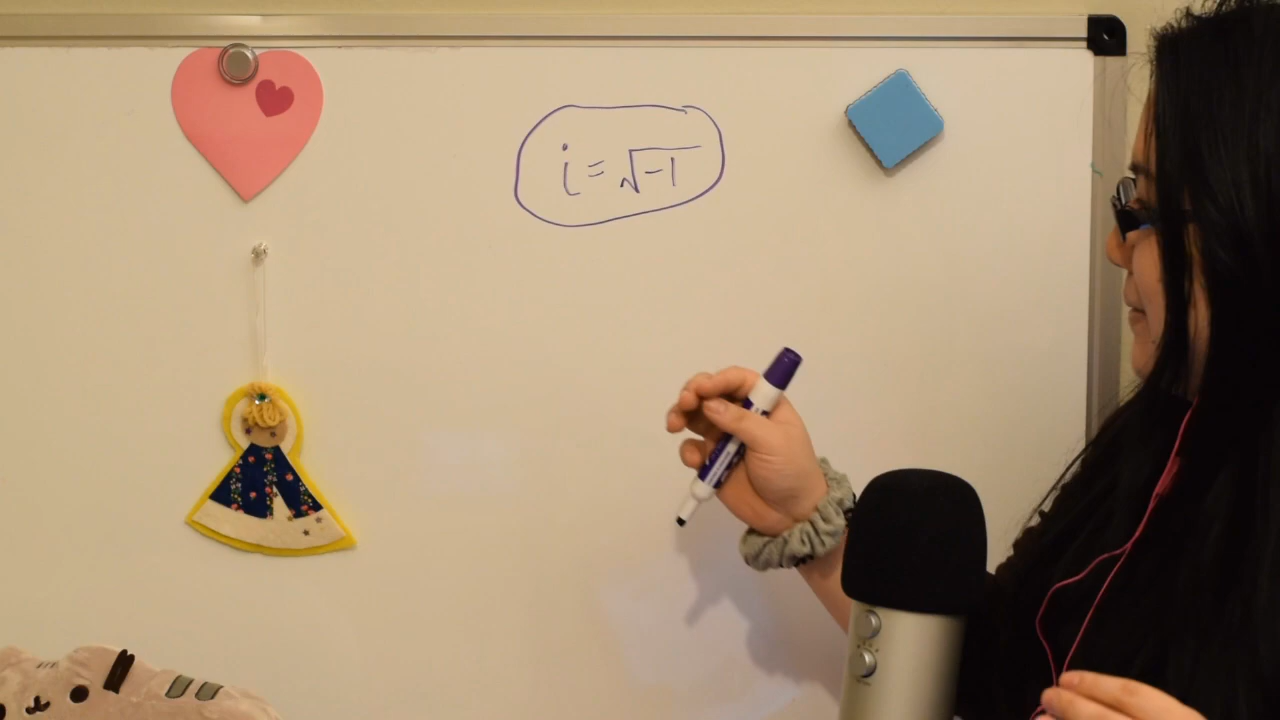 i = √-1